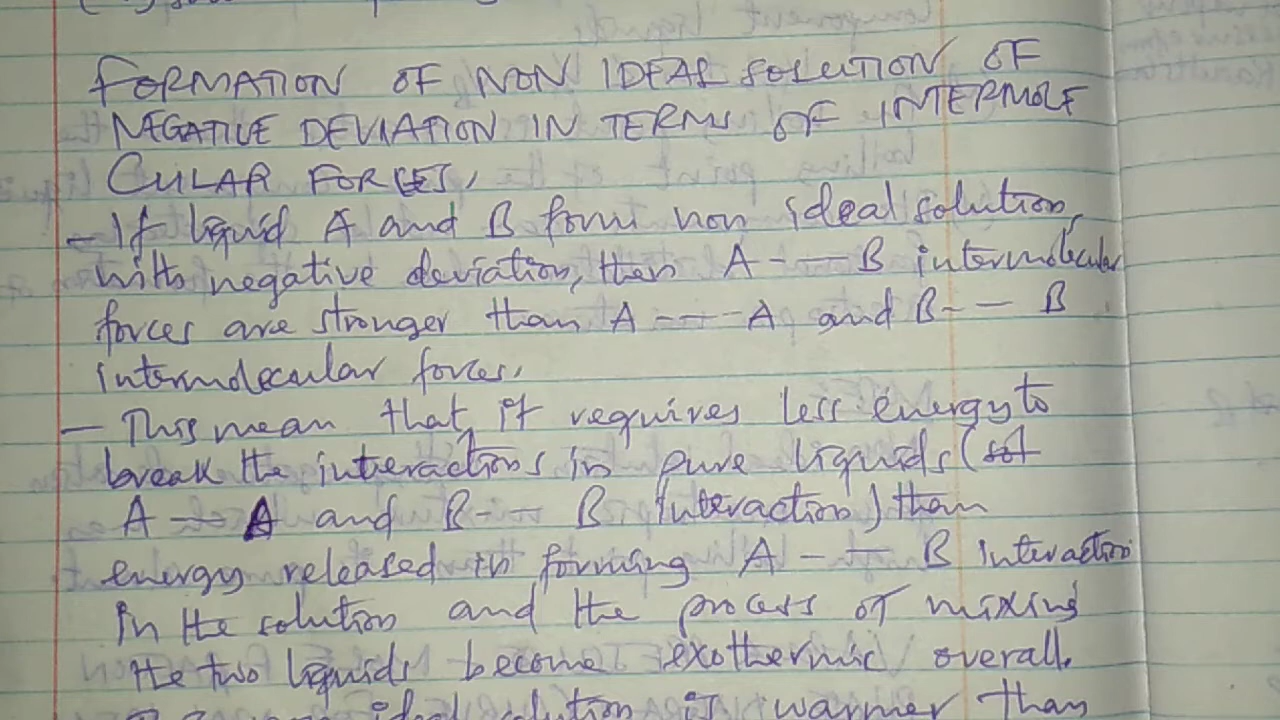 FORMATION OF NON IDEAL SOLUTION OF
NEGATIVE DEVIATION IN TERMS OF INTERMOLE
CULAR FORCES,
- If liquid A and B form non ideal solution
with negative deviation, then A - - - B intermolecular
forces are stronger than A - - - A and B - - B
intermolecular forces.
- This mean that, it requires less energy to
break the interactions in pure liquids (
A - - A and B - - B interaction) than
energy released in forming A - - B interaction
in the solution and the process of mixing
the two liquids become exothermic overall.
ideal solution is warmer than